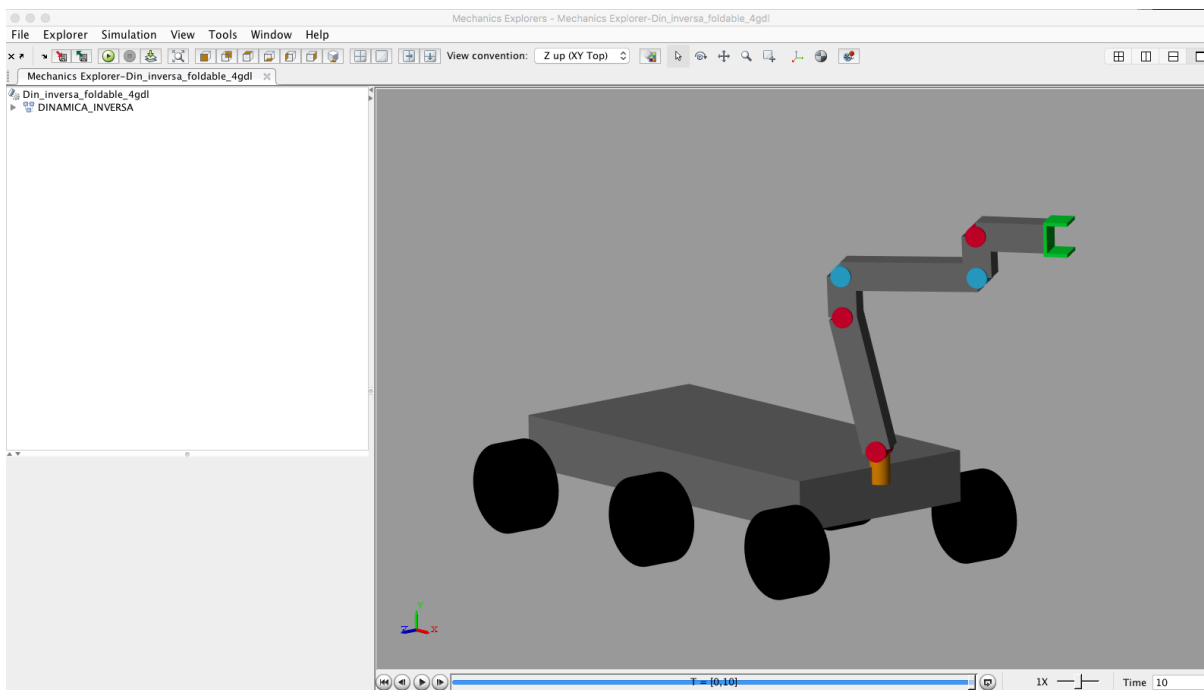 Mechanics Explorers - Mechanics Explorer-Din_inversa_foldable_4gdl
File Explorer Simulation View Tools Window Help
View convention: Z up (XY Top)
Mechanics Explorer-Din_inversa_foldable_4gdl
Din_inversa_foldable_4gdl
DINAMICA_INVERSA
Y
Z X
T = [0,10]
1X
Time 10